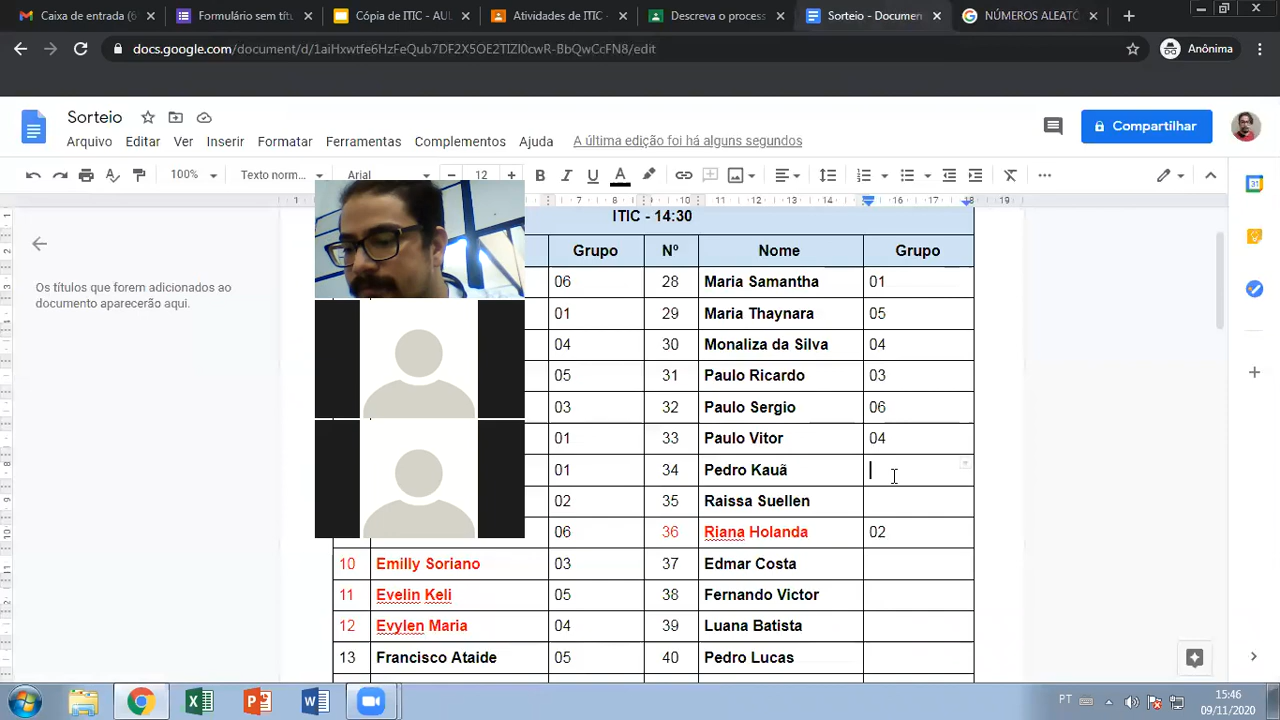 Caixa de entrada (6
Formulário sem títu
Cópia de ITIC - AUL
Atividades de ITIC -
Descreva o process
Sorteio - Documen
NÚMEROS ALEATÓ
docs.google.com/document/d/1aiHxwtfe6HzFeQub7DF2X5OE2TIZl0cwR-BbQwCcFN8/edit
Anônima
Sorteio
Compartilhar
Arquivo Editar Ver Inserir Formatar Ferramentas Complementos Ajuda A última edição foi há alguns segundos
100% Texto norm... Arial 12
ITIC - 14:30
Grupo Nº Nome Grupo
Os títulos que forem adicionados ao
documento aparecerão aqui.
06 28 Maria Samantha 01
01 29 Maria Thaynara 05
04 30 Monaliza da Silva 04
05 31 Paulo Ricardo 03
03 32 Paulo Sergio 06
01 33 Paulo Vitor 04
01 34 Pedro Kauã
02 35 Raissa Suellen
06 36 Riana Holanda 02
10 Emilly Soriano 03 37 Edmar Costa
11 Evelin Keli 05 38 Fernando Victor
12 Evylen Maria 04 39 Luana Batista
13 Francisco Ataide 05 40 Pedro Lucas
PT
15:46
09/11/2020